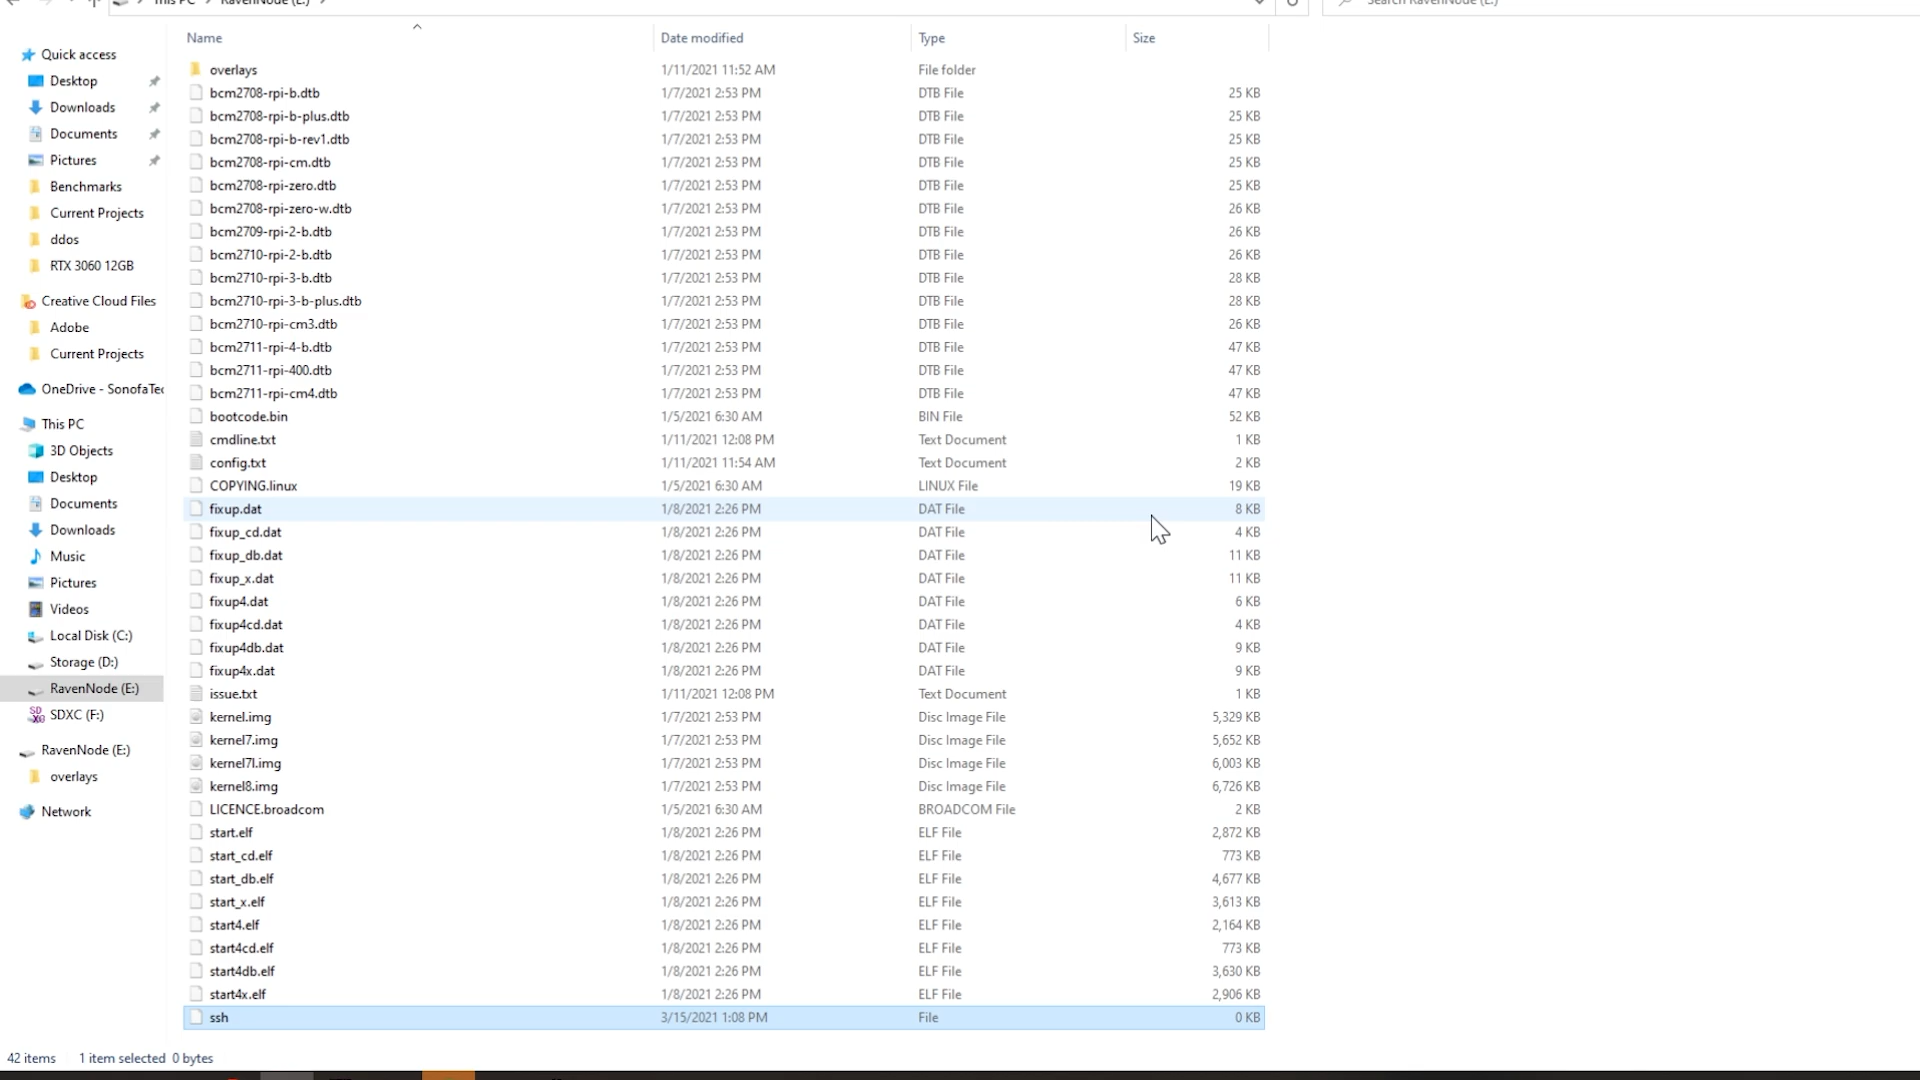 This PC > RavenNode (E:) >
Search RavenNode (E:)
Name Date modified Type Size
Quick access
Desktop
Downloads
Documents
Pictures
Benchmarks
Current Projects
ddos
RTX 3060 12GB
Creative Cloud Files
Adobe
Current Projects
OneDrive - SonofaTec
This PC
3D Objects
Desktop
Documents
Downloads
Music
Pictures
Videos
Local Disk (C:)
Storage (D:)
RavenNode (E:)
SDXC (F:)
RavenNode (E:)
overlays
Network
overlays 1/11/2021 11:52 AM File folder
bcm2708-rpi-b.dtb 1/7/2021 2:53 PM DTB File 25 KB
bcm2708-rpi-b-plus.dtb 1/7/2021 2:53 PM DTB File 25 KB
bcm2708-rpi-b-rev1.dtb 1/7/2021 2:53 PM DTB File 25 KB
bcm2708-rpi-cm.dtb 1/7/2021 2:53 PM DTB File 25 KB
bcm2708-rpi-zero.dtb 1/7/2021 2:53 PM DTB File 25 KB
bcm2708-rpi-zero-w.dtb 1/7/2021 2:53 PM DTB File 26 KB
bcm2709-rpi-2-b.dtb 1/7/2021 2:53 PM DTB File 26 KB
bcm2710-rpi-2-b.dtb 1/7/2021 2:53 PM DTB File 26 KB
bcm2710-rpi-3-b.dtb 1/7/2021 2:53 PM DTB File 28 KB
bcm2710-rpi-3-b-plus.dtb 1/7/2021 2:53 PM DTB File 28 KB
bcm2710-rpi-cm3.dtb 1/7/2021 2:53 PM DTB File 26 KB
bcm2711-rpi-4-b.dtb 1/7/2021 2:53 PM DTB File 47 KB
bcm2711-rpi-400.dtb 1/7/2021 2:53 PM DTB File 47 KB
bcm2711-rpi-cm4.dtb 1/7/2021 2:53 PM DTB File 47 KB
bootcode.bin 1/5/2021 6:30 AM BIN File 52 KB
cmdline.txt 1/11/2021 12:08 PM Text Document 1 KB
config.txt 1/11/2021 11:54 AM Text Document 2 KB
COPYING.linux 1/5/2021 6:30 AM LINUX File 19 KB
fixup.dat 1/8/2021 2:26 PM DAT File 8 KB
fixup_cd.dat 1/8/2021 2:26 PM DAT File 4 KB
fixup_db.dat 1/8/2021 2:26 PM DAT File 11 KB
fixup_x.dat 1/8/2021 2:26 PM DAT File 11 KB
fixup4.dat 1/8/2021 2:26 PM DAT File 6 KB
fixup4cd.dat 1/8/2021 2:26 PM DAT File 4 KB
fixup4db.dat 1/8/2021 2:26 PM DAT File 9 KB
fixup4x.dat 1/8/2021 2:26 PM DAT File 9 KB
issue.txt 1/11/2021 12:08 PM Text Document 1 KB
kernel.img 1/7/2021 2:53 PM Disc Image File 5,329 KB
kernel7.img 1/7/2021 2:53 PM Disc Image File 5,652 KB
kernel7l.img 1/7/2021 2:53 PM Disc Image File 6,003 KB
kernel8.img 1/7/2021 2:53 PM Disc Image File 6,726 KB
LICENCE.broadcom 1/5/2021 6:30 AM BROADCOM File 2 KB
start.elf 1/8/2021 2:26 PM ELF File 2,872 KB
start_cd.elf 1/8/2021 2:26 PM ELF File 773 KB
start_db.elf 1/8/2021 2:26 PM ELF File 4,677 KB
start_x.elf 1/8/2021 2:26 PM ELF File 3,613 KB
start4.elf 1/8/2021 2:26 PM ELF File 2,164 KB
start4cd.elf 1/8/2021 2:26 PM ELF File 773 KB
start4db.elf 1/8/2021 2:26 PM ELF File 3,630 KB
start4x.elf 1/8/2021 2:26 PM ELF File 2,906 KB
ssh 3/15/2021 1:08 PM File 0 KB
42 items 1 item selected 0 bytes